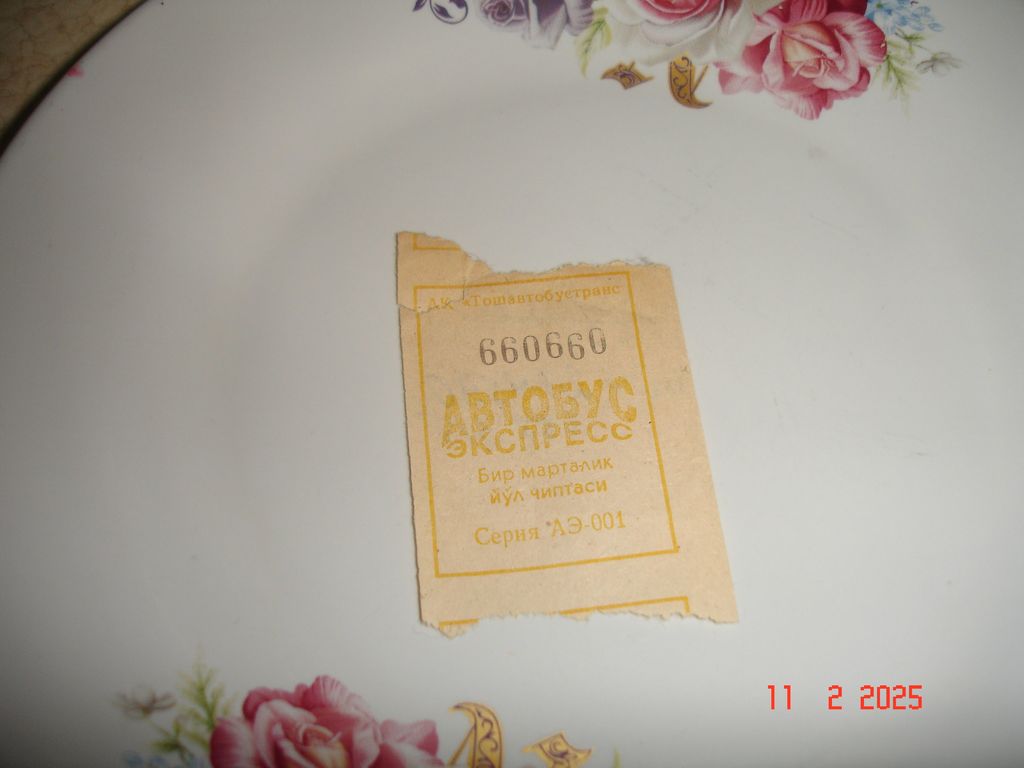 АК «Тошавтобустранс
660660
АВТОБУС
ЭКСПРЕСС
Бир марталик
йўл чиптаси
Серия АЭ-001
11 2 2025